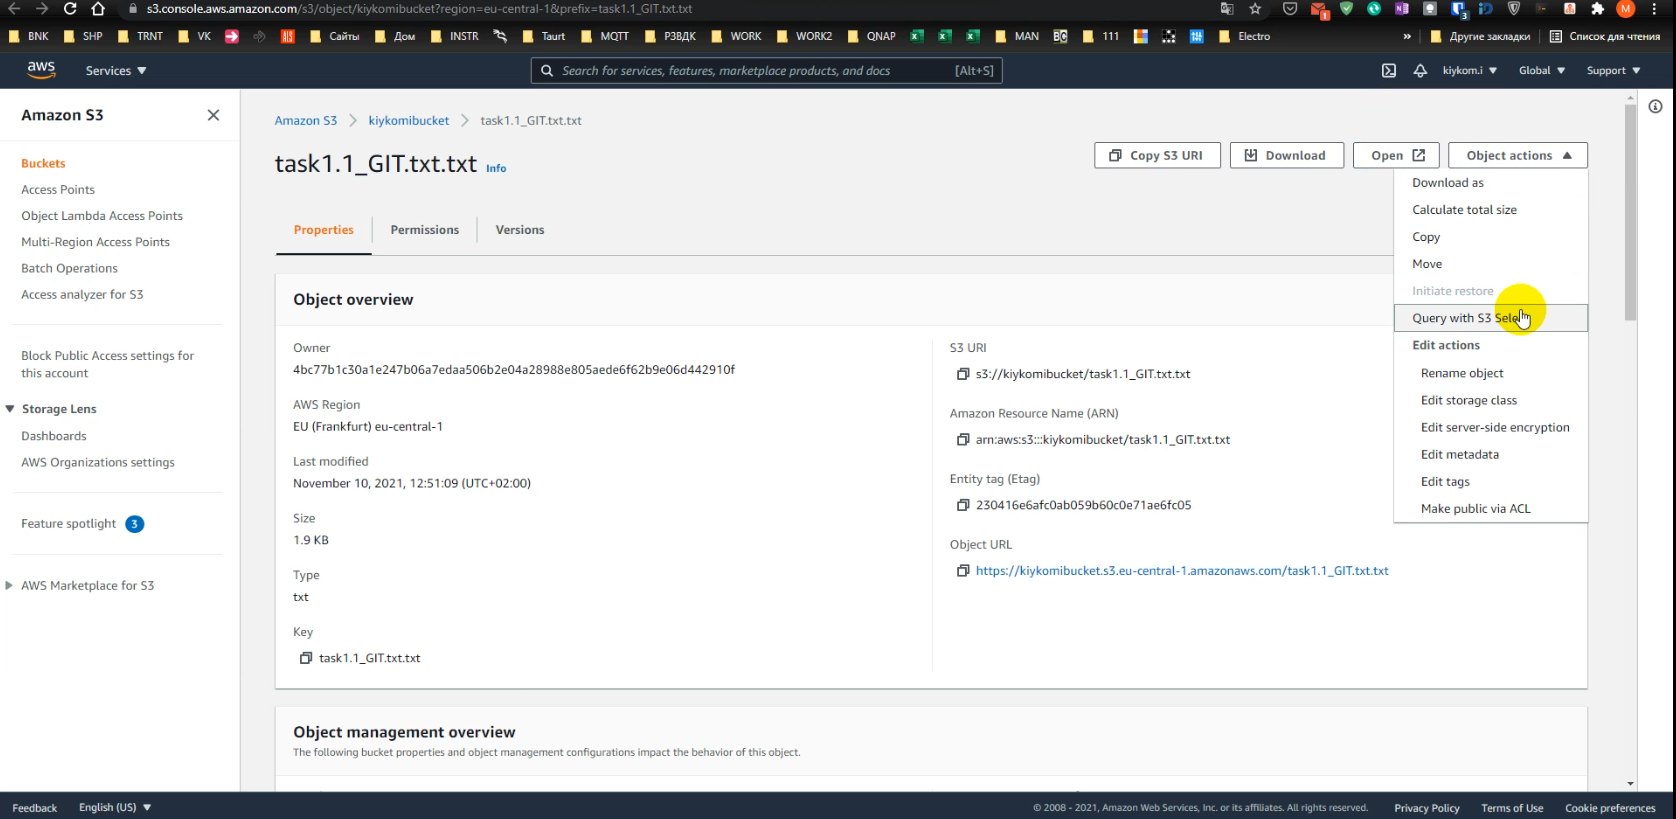 s3.console.aws.amazon.com/s3/object/kiykomibucket?region=eu-central-1&prefix=task1.1_GIT.txt.txt
BNK SHP TRNT VK Сайты Дом INSTR Taurt MQTT РЗВДК WORK WORK2 QNAP MAN BC 111 Electro » Другие закладки Список для чтения
aws Services ▼ Search for services, features, marketplace products, and docs [Alt+S] kiykom.i ▼ Global ▼ Support ▼
Amazon S3
Buckets
Access Points
Object Lambda Access Points
Multi-Region Access Points
Batch Operations
Access analyzer for S3
Block Public Access settings for
this account
Storage Lens
Dashboards
AWS Organizations settings
Feature spotlight 3
AWS Marketplace for S3
Amazon S3 > kiykomibucket > task1.1_GIT.txt.txt
task1.1_GIT.txt.txt Info
Copy S3 URI Download Open Object actions ▲
Download as
Calculate total size
Copy
Move
Initiate restore
Query with S3 Select
Edit actions
Rename object
Edit storage class
Edit server-side encryption
Edit metadata
Edit tags
Make public via ACL
Properties Permissions Versions
Object overview
Owner
4bc77b1c30a1e247b06a7edaa506b2e04a28988e805aede6f62b9e06d442910f
AWS Region
EU (Frankfurt) eu-central-1
Last modified
November 10, 2021, 12:51:09 (UTC+02:00)
Size
1.9 KB
Type
txt
Key
task1.1_GIT.txt.txt
S3 URI
s3://kiykomibucket/task1.1_GIT.txt.txt
Amazon Resource Name (ARN)
arn:aws:s3:::kiykomibucket/task1.1_GIT.txt.txt
Entity tag (Etag)
230416e6afc0ab059b60c0e71ae6fc05
Object URL
https://kiykomibucket.s3.eu-central-1.amazonaws.com/task1.1_GIT.txt.txt
Object management overview
The following bucket properties and object management configurations impact the behavior of this object.
Feedback English (US) ▼ © 2008 - 2021, Amazon Web Services, Inc. or its affiliates. All rights reserved. Privacy Policy Terms of Use Cookie preferences